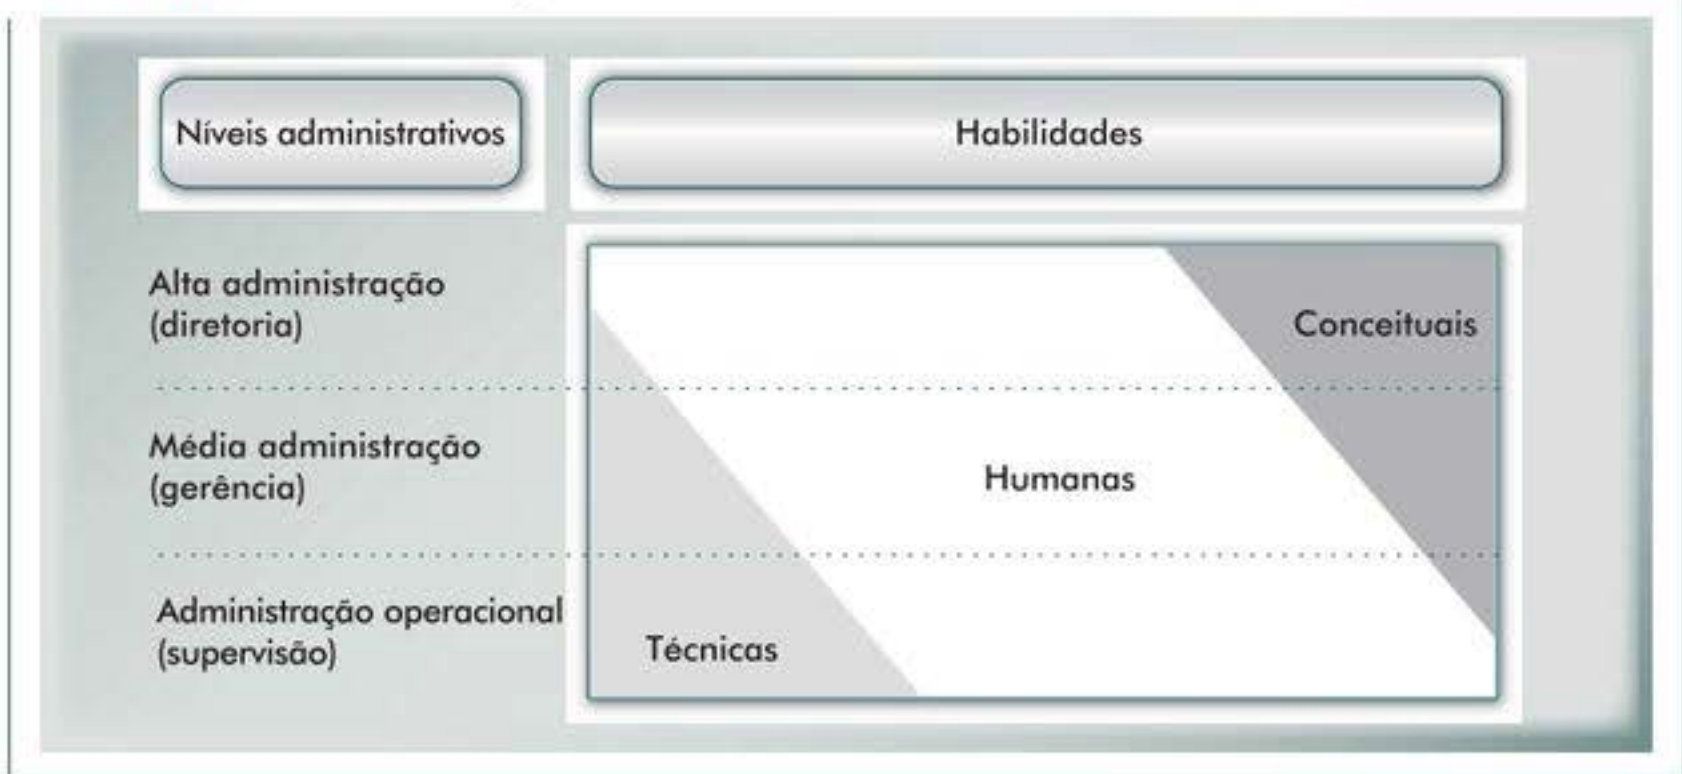 Níveis administrativos
Habilidades
Alta administração
(diretoria)
Conceituais
Média administração
(gerência)
Humanas
Administração operacional
(supervisão)
Técnicas